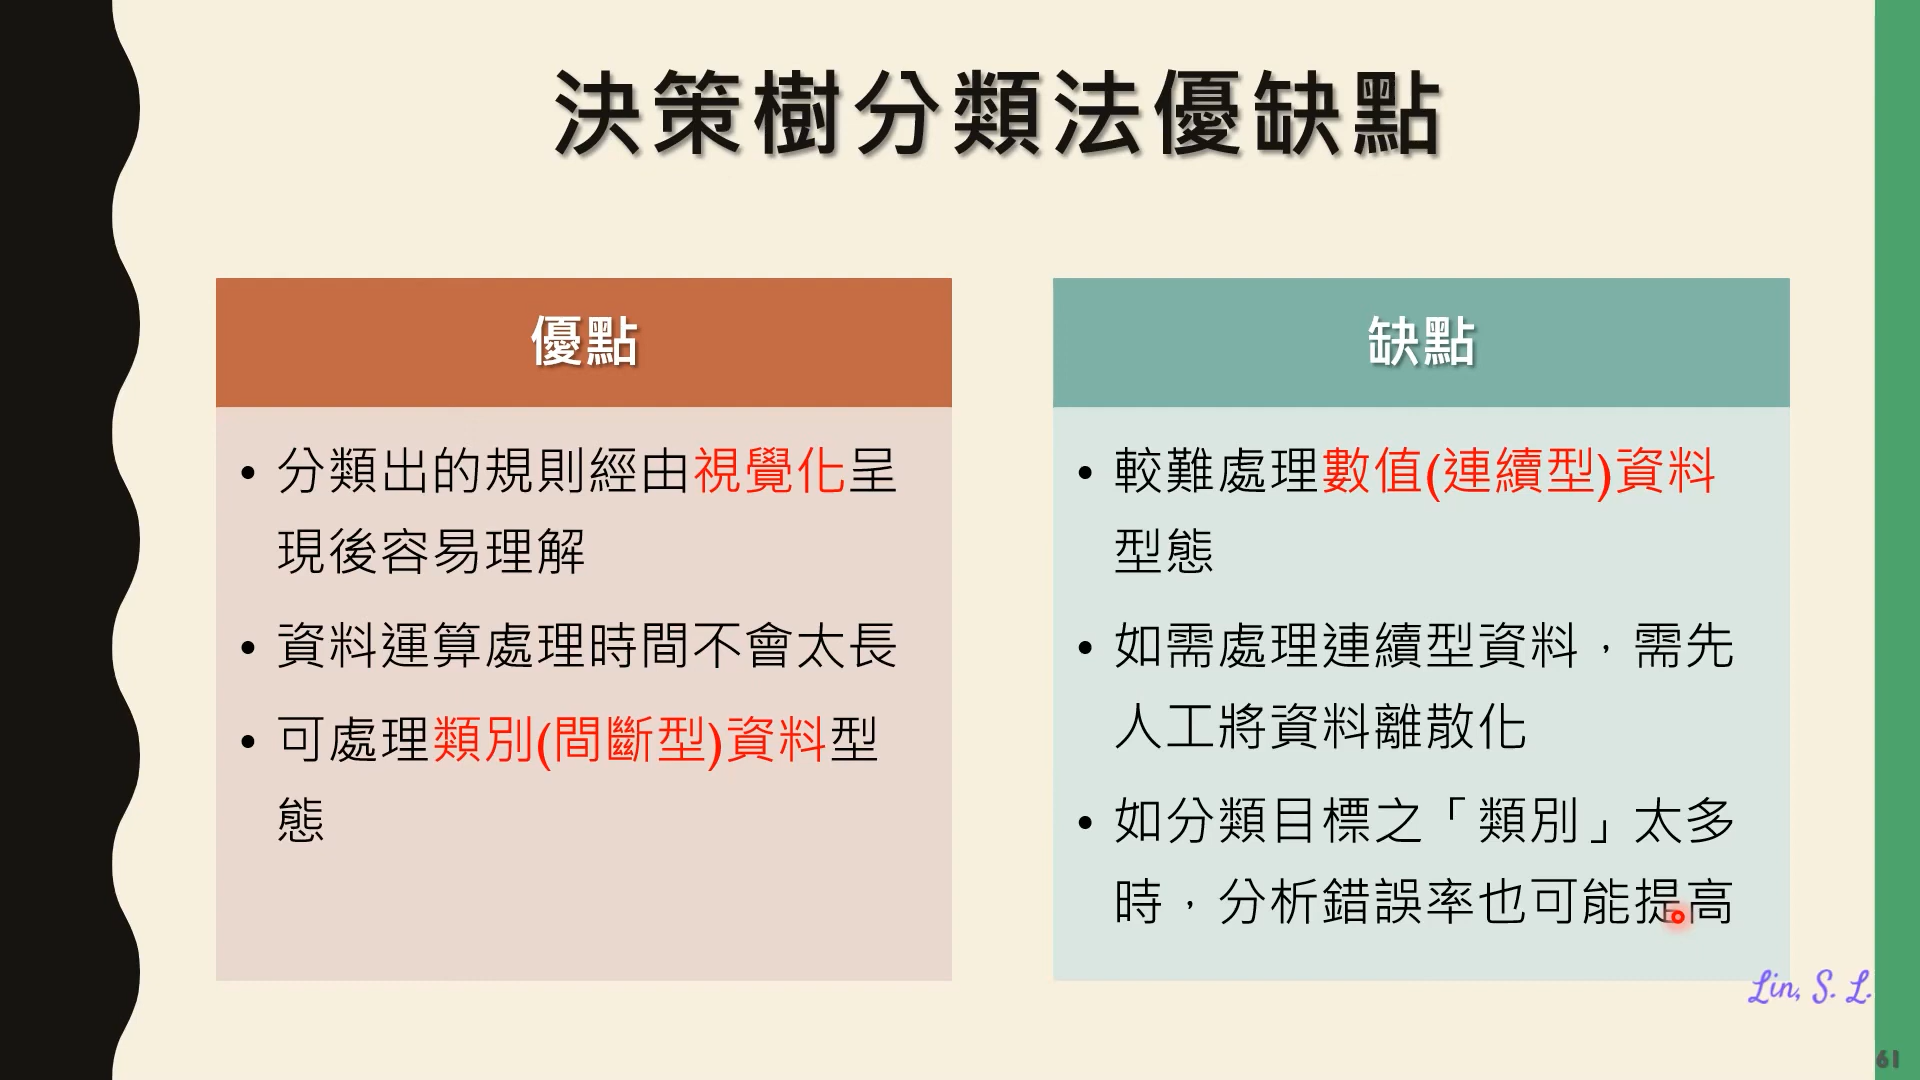 決策樹分類法優缺點
優點
• 分類出的規則經由視覺化呈
現後容易理解
• 資料運算處理時間不會太長
• 可處理類別(間斷型)資料型
態
缺點
• 較難處理數值(連續型)資料
型態
• 如需處理連續型資料，需先
人工將資料離散化
• 如分類目標之「類別」太多
時，分析錯誤率也可能提高
Lin, S. L.
61